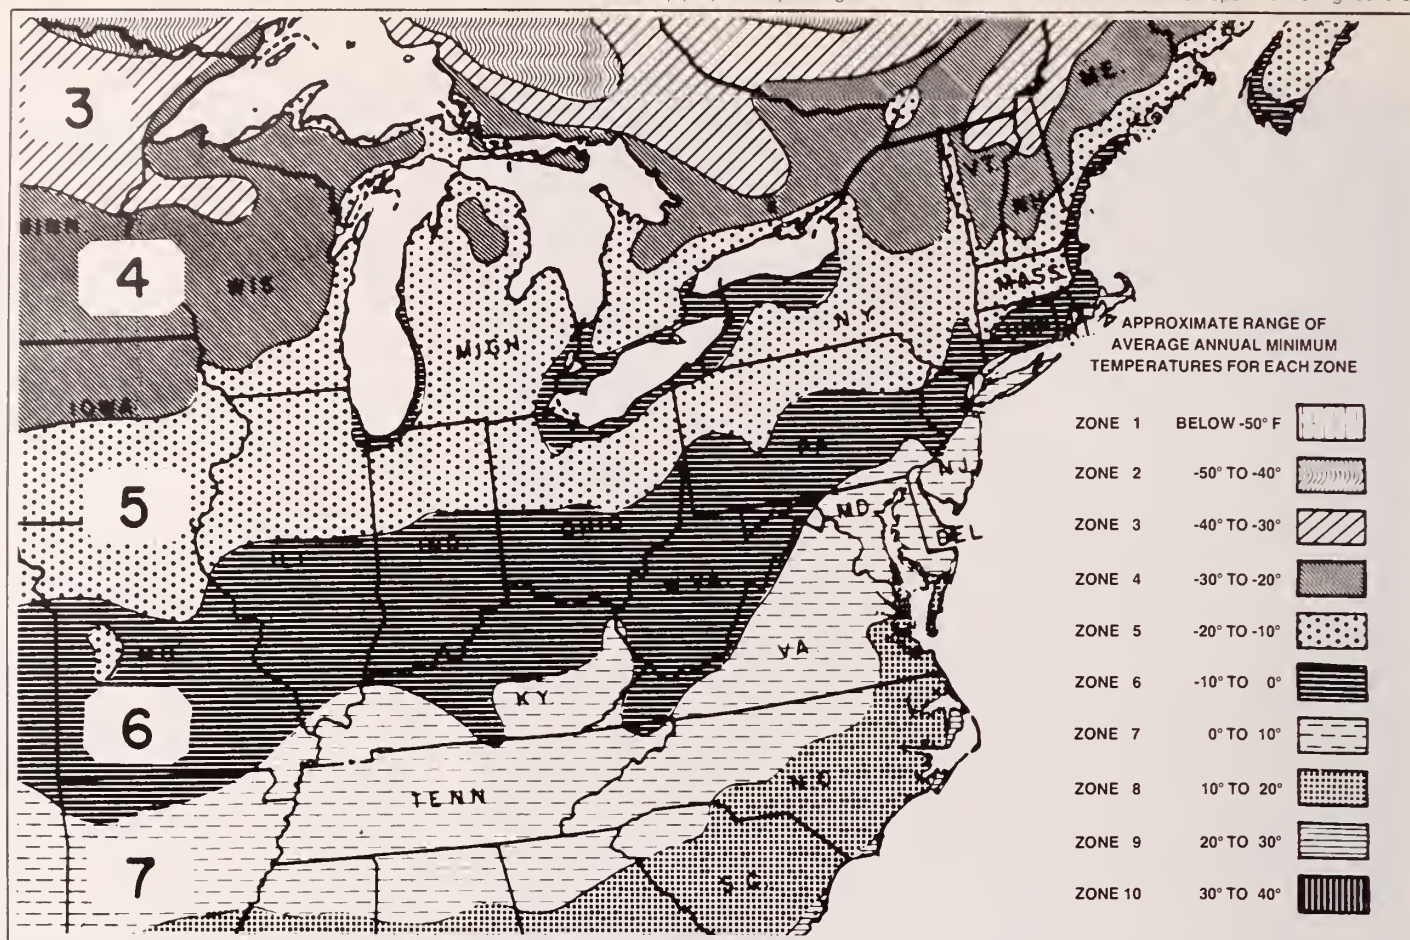 3
ME.
VT.
NH
MINN.
4
WIS
MASS.
N Y
MICH
IOWA
APPROXIMATE RANGE OF
AVERAGE ANNUAL MINIMUM
TEMPERATURES FOR EACH ZONE
ZONE 1 BELOW -50° F
ZONE 2 -50° TO -40°
ZONE 3 -40° TO -30°
ZONE 4 -30° TO -20°
ZONE 5 -20° TO -10°
ZONE 6 -10° TO 0°
ZONE 7 0° TO 10°
ZONE 8 10° TO 20°
ZONE 9 20° TO 30°
ZONE 10 30° TO 40°
PA
NJ
5
MD.
OHIO
IND.
ILL
DEL
W.VA.
MO
VA
KY
6
TENN
N C
7
S C.